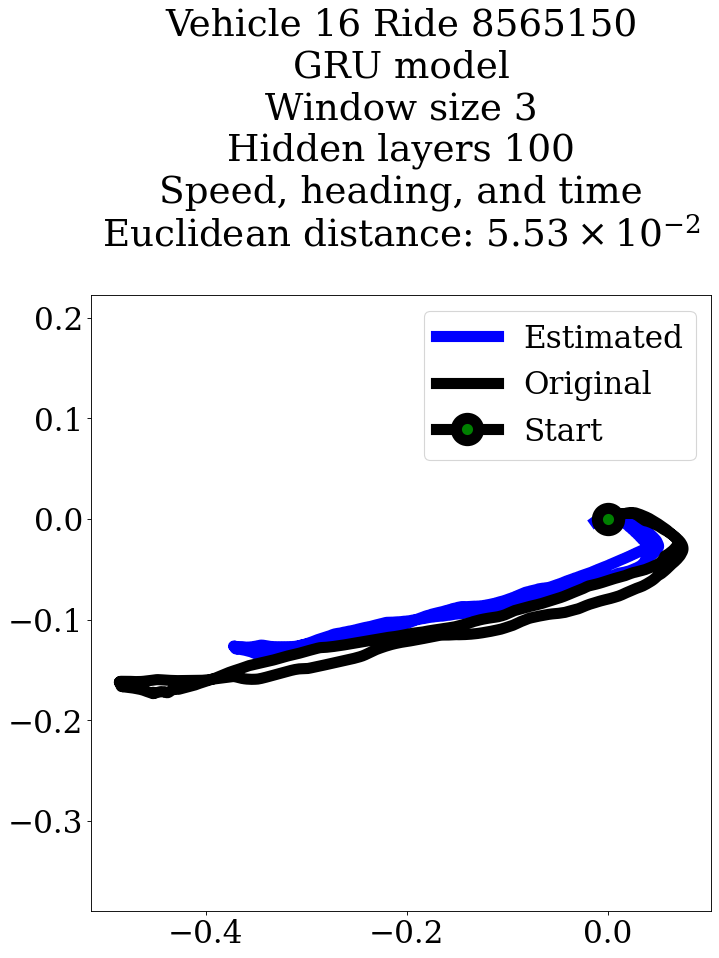 Vehicle 16 Ride 8565150
GRU model
Window size 3
Hidden layers 100
Speed, heading, and time
Euclidean distance: 5.53 × 10⁻²
Estimated
Original
Start
0.2
0.1
0.0
−0.1
−0.2
−0.3
−0.4
−0.2
0.0